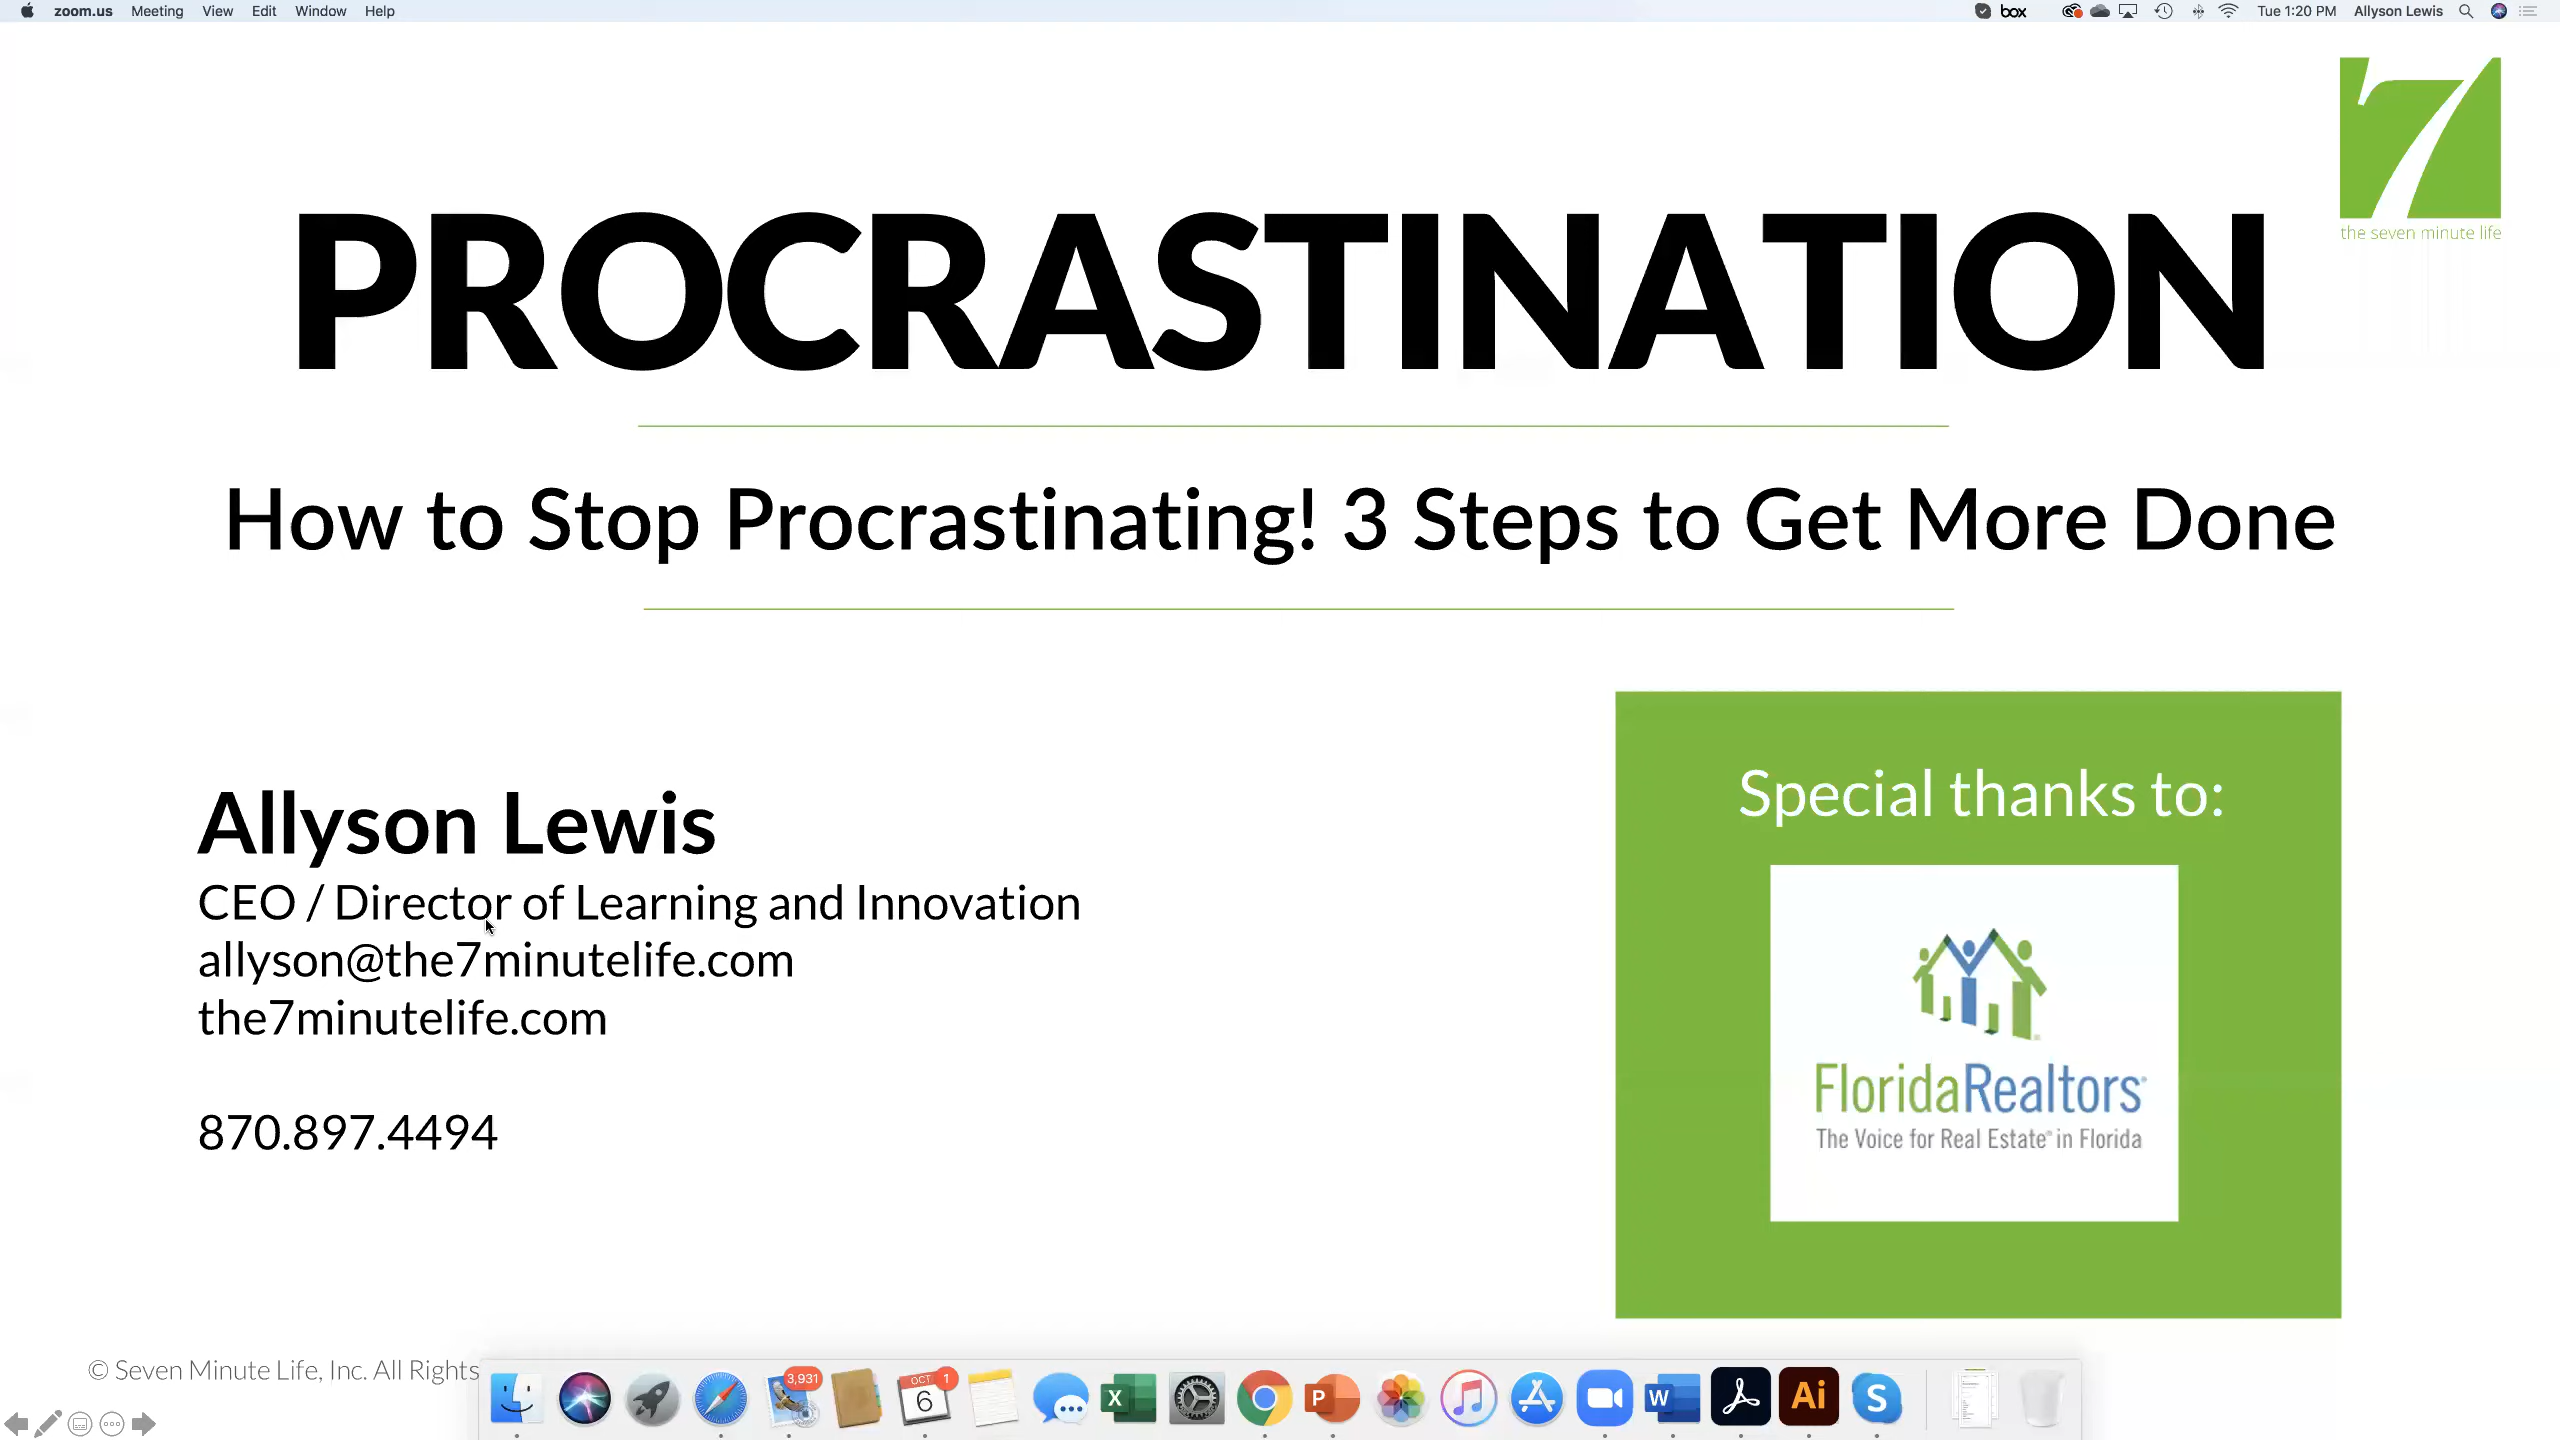 zoom.us Meeting View Edit Window Help
box Tue 1:20 PM Allyson Lewis
7
the seven minute life
PROCRASTINATION
How to Stop Procrastinating! 3 Steps to Get More Done
Allyson Lewis
CEO / Director of Learning and Innovation
allyson@the7minutelife.com
the7minutelife.com
870.897.4494
Special thanks to:
FloridaRealtors®
The Voice for Real Estate® in Florida
© Seven Minute Life, Inc. All Rights
3,931
OCT 1
6
X
P
W
Ai
S